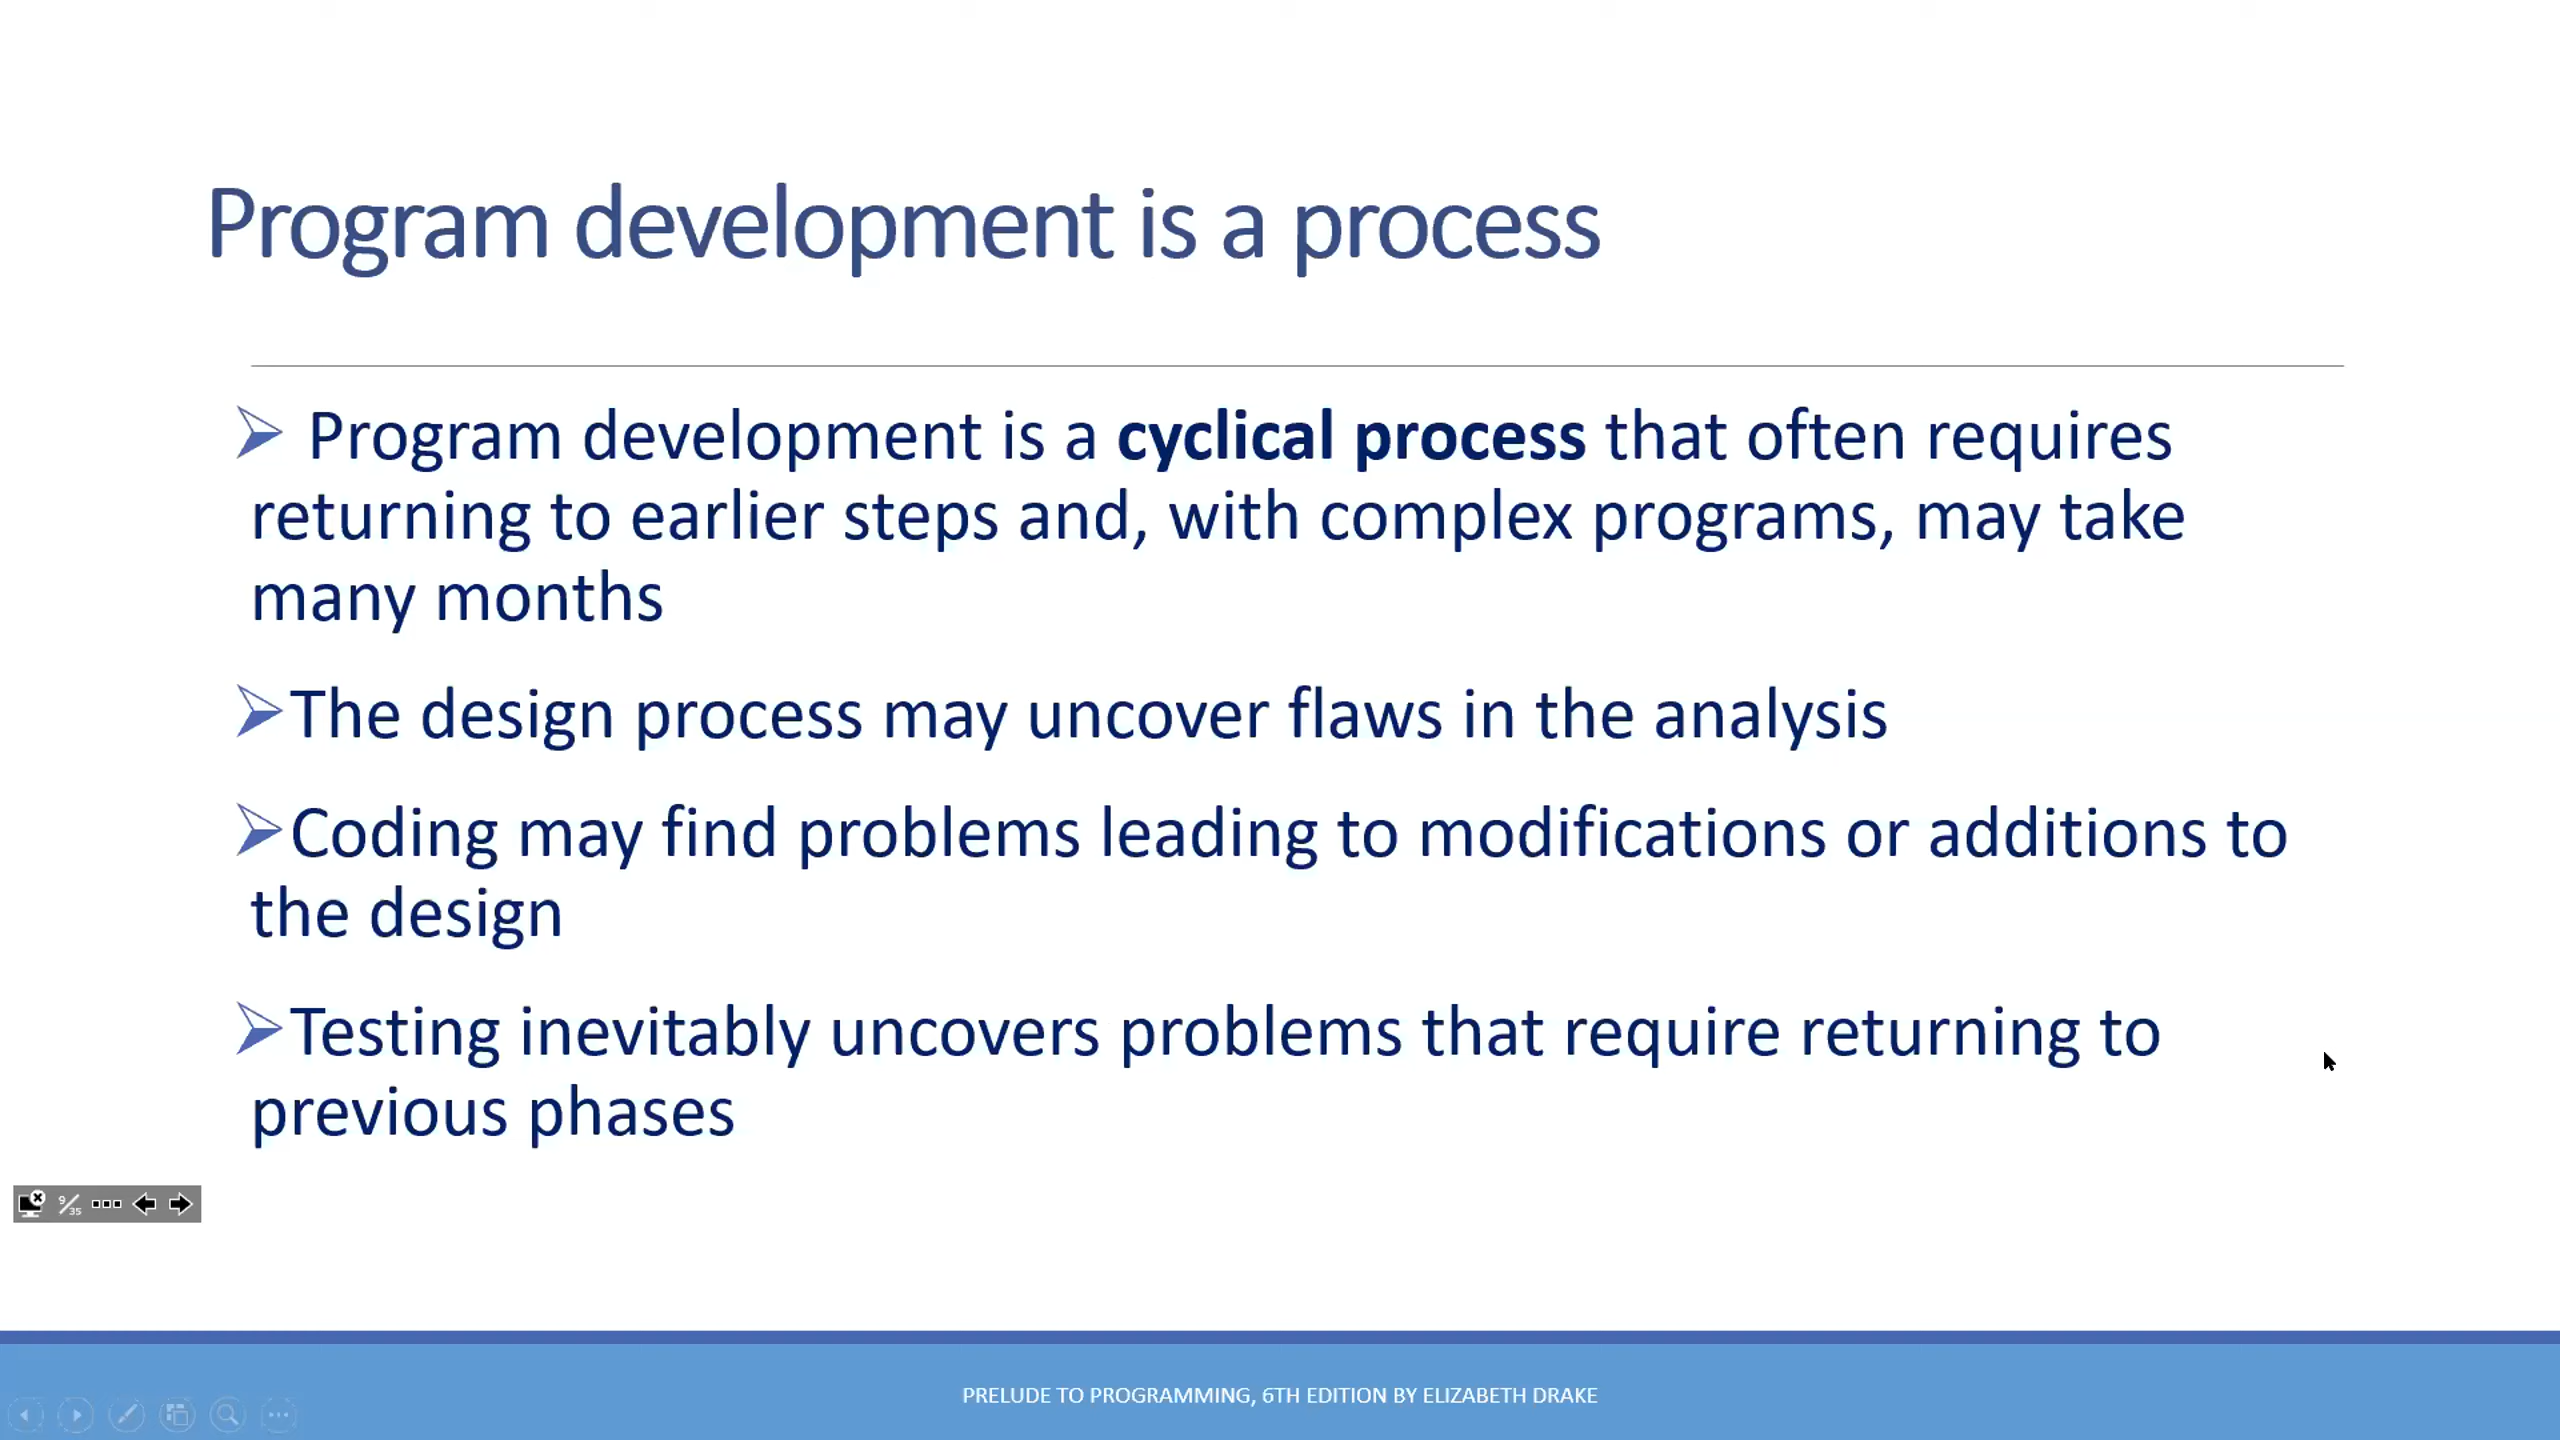 Program development is a process
Program development is a cyclical process that often requires
returning to earlier steps and, with complex programs, may take
many months
The design process may uncover flaws in the analysis
Coding may find problems leading to modifications or additions to
the design
Testing inevitably uncovers problems that require returning to
previous phases
9/35
PRELUDE TO PROGRAMMING, 6TH EDITION BY ELIZABETH DRAKE